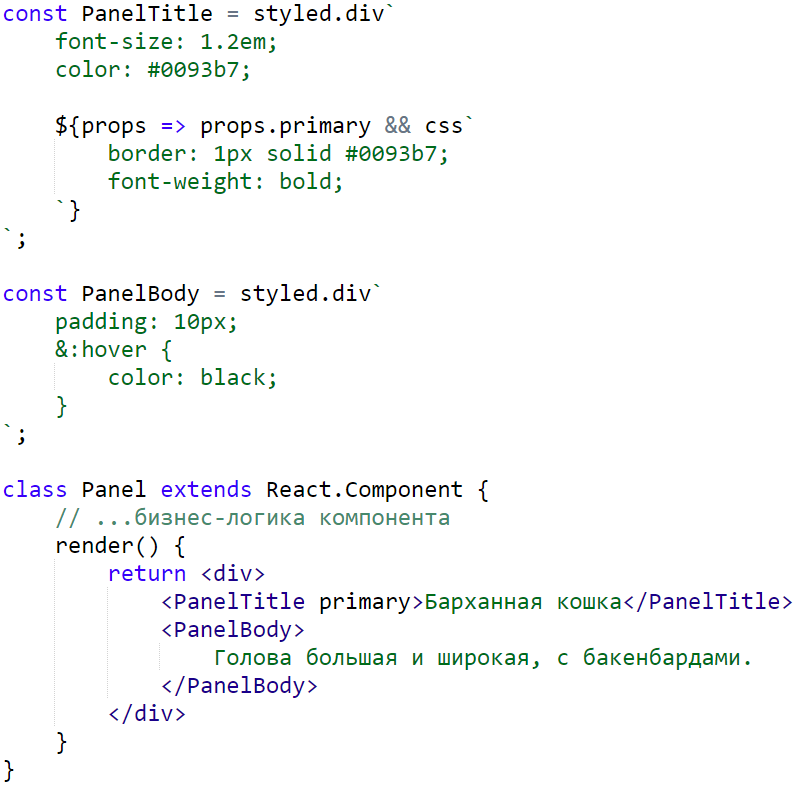 const PanelTitle = styled.div`
    font-size: 1.2em;
    color: #0093b7;

    ${props => props.primary && css`
        border: 1px solid #0093b7;
        font-weight: bold;
    `}
`;

const PanelBody = styled.div`
    padding: 10px;
    &:hover {
        color: black;
    }
`;

class Panel extends React.Component {
    // ...бизнес-логика компонента
    render() {
        return <div>
            <PanelTitle primary>Барханная кошка</PanelTitle>
            <PanelBody>
                Голова большая и широкая, с бакенбардами.
            </PanelBody>
        </div>
    }
}